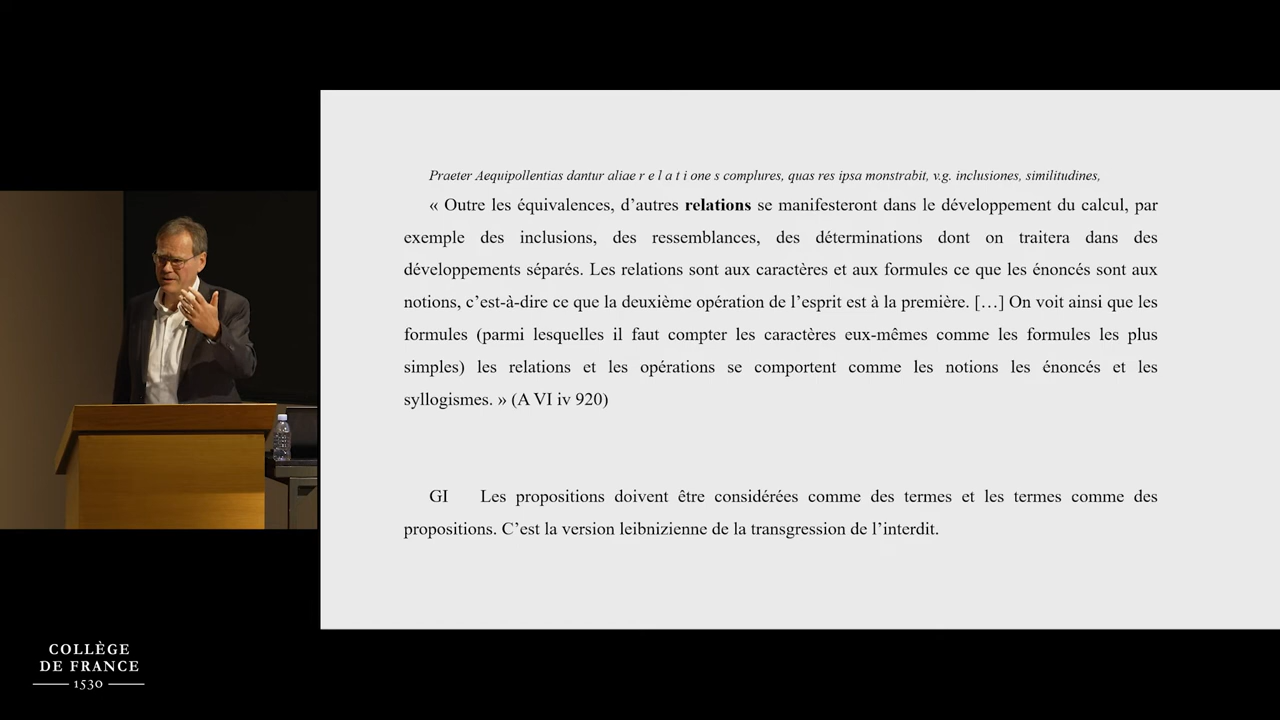 Praeter Aequipollentias dantur aliae r e l a t i one s complures, quas res ipsa monstrabit, v.g. inclusiones, similitudines,
« Outre les équivalences, d’autres relations se manifesteront dans le développement du calcul, par
exemple des inclusions, des ressemblances, des déterminations dont on traitera dans des
développements séparés. Les relations sont aux caractères et aux formules ce que les énoncés sont aux
notions, c’est-à-dire ce que la deuxième opération de l’esprit est à la première. […] On voit ainsi que les
formules (parmi lesquelles il faut compter les caractères eux-mêmes comme les formules les plus
simples) les relations et les opérations se comportent comme les notions les énoncés et les
syllogismes. » (A VI iv 920)
GI Les propositions doivent être considérées comme des termes et les termes comme des
propositions. C’est la version leibnizienne de la transgression de l’interdit.
COLLÈGE
DE FRANCE
1530